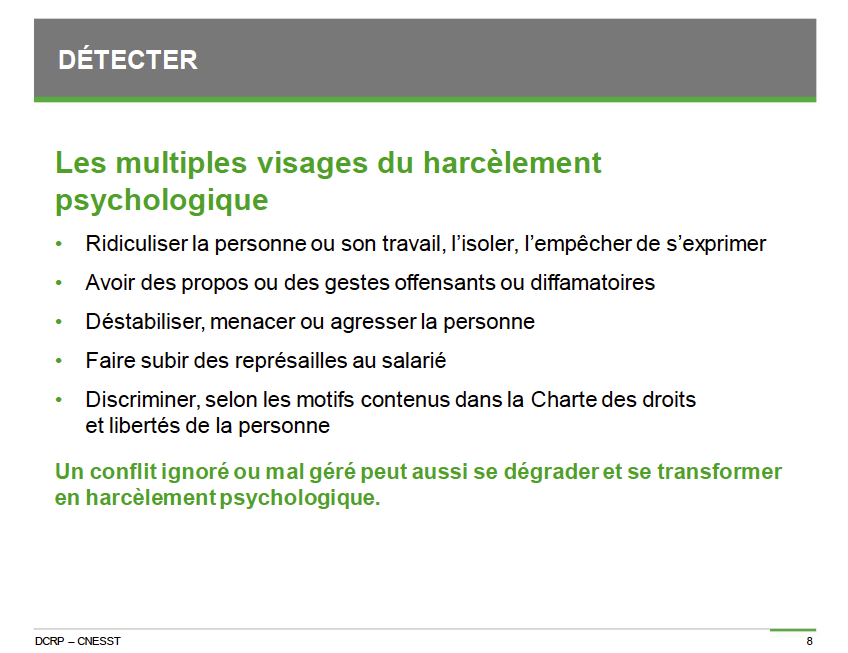 DÉTECTER
Les multiples visages du harcèlement
psychologique
• Ridiculiser la personne ou son travail, l’isoler, l’empêcher de s’exprimer
• Avoir des propos ou des gestes offensants ou diffamatoires
• Déstabiliser, menacer ou agresser la personne
• Faire subir des représailles au salarié
• Discriminer, selon les motifs contenus dans la Charte des droits
et libertés de la personne
Un conflit ignoré ou mal géré peut aussi se dégrader et se transformer
en harcèlement psychologique.
DCRP – CNESST
8